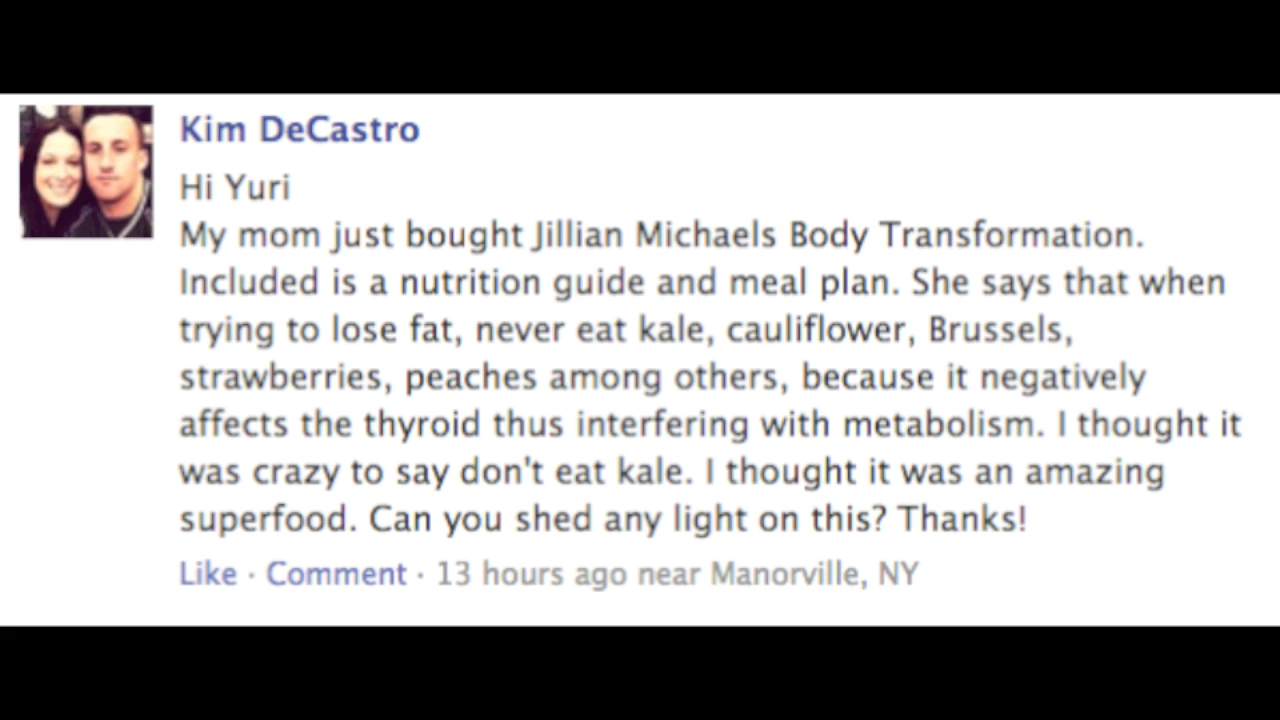 Kim DeCastro
Hi Yuri
My mom just bought Jillian Michaels Body Transformation.
Included is a nutrition guide and meal plan. She says that when
trying to lose fat, never eat kale, cauliflower, Brussels,
strawberries, peaches among others, because it negatively
affects the thyroid thus interfering with metabolism. I thought it
was crazy to say don't eat kale. I thought it was an amazing
superfood. Can you shed any light on this? Thanks!
Like · Comment · 13 hours ago near Manorville, NY